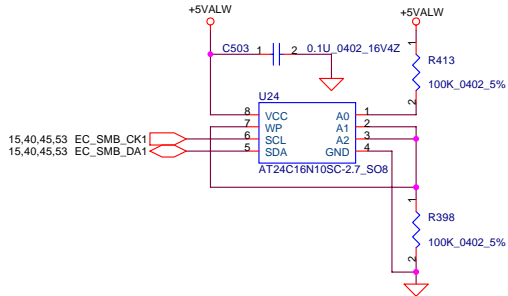 +5VALW
+5VALW
C503 1 2 0.1U_0402_16V4Z
1
R413
100K_0402_5%
2
U24
8 VCC A0 1
7 WP A1 2
15,40,45,53 EC_SMB_CK1 6 SCL A2 3
15,40,45,53 EC_SMB_DA1 5 SDA GND 4
AT24C16N10SC-2.7_SO8
1
R398
100K_0402_5%
2